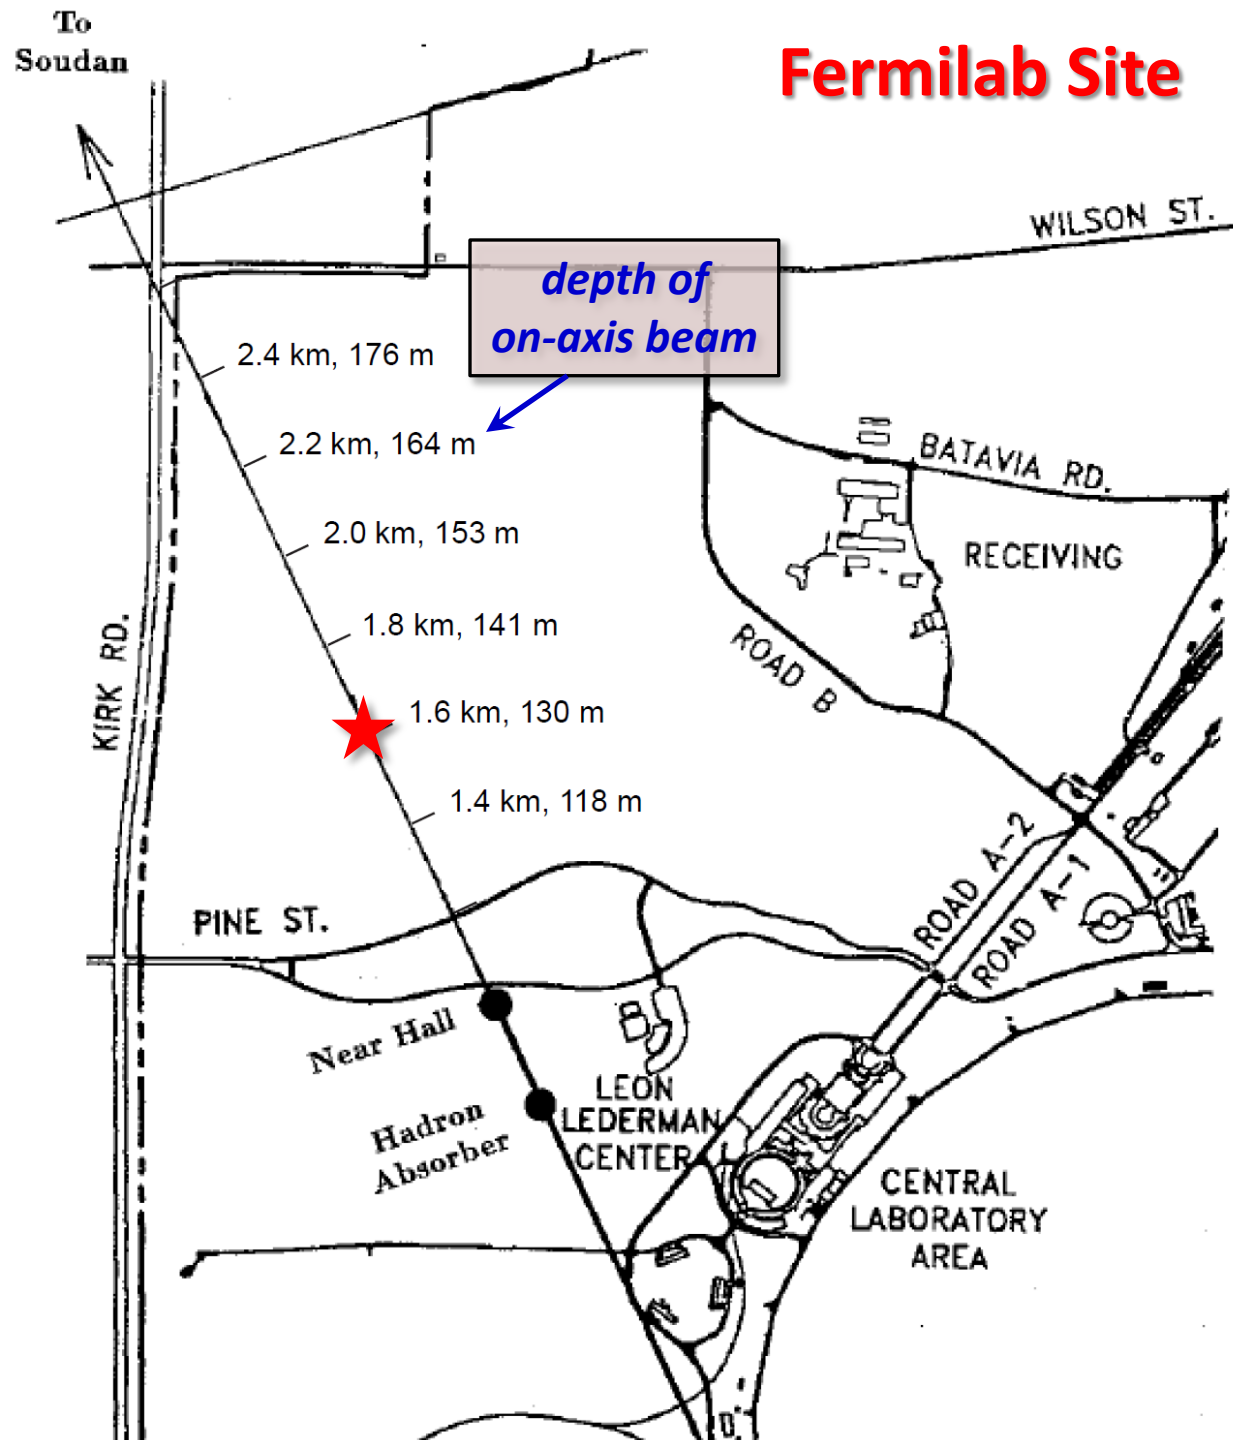 To
Soudan
Fermilab Site
WILSON ST.
depth of
on-axis beam
2.4 km, 176 m
2.2 km, 164 m
BATAVIA RD.
2.0 km, 153 m
RECEIVING
1.8 km, 141 m
KIRK RD.
ROAD B
1.6 km, 130 m
1.4 km, 118 m
ROAD A-2
ROAD A-1
PINE ST.
Near Hall
LEON
LEDERMAN
CENTER
Hadron
Absorber
CENTRAL
LABORATORY
AREA